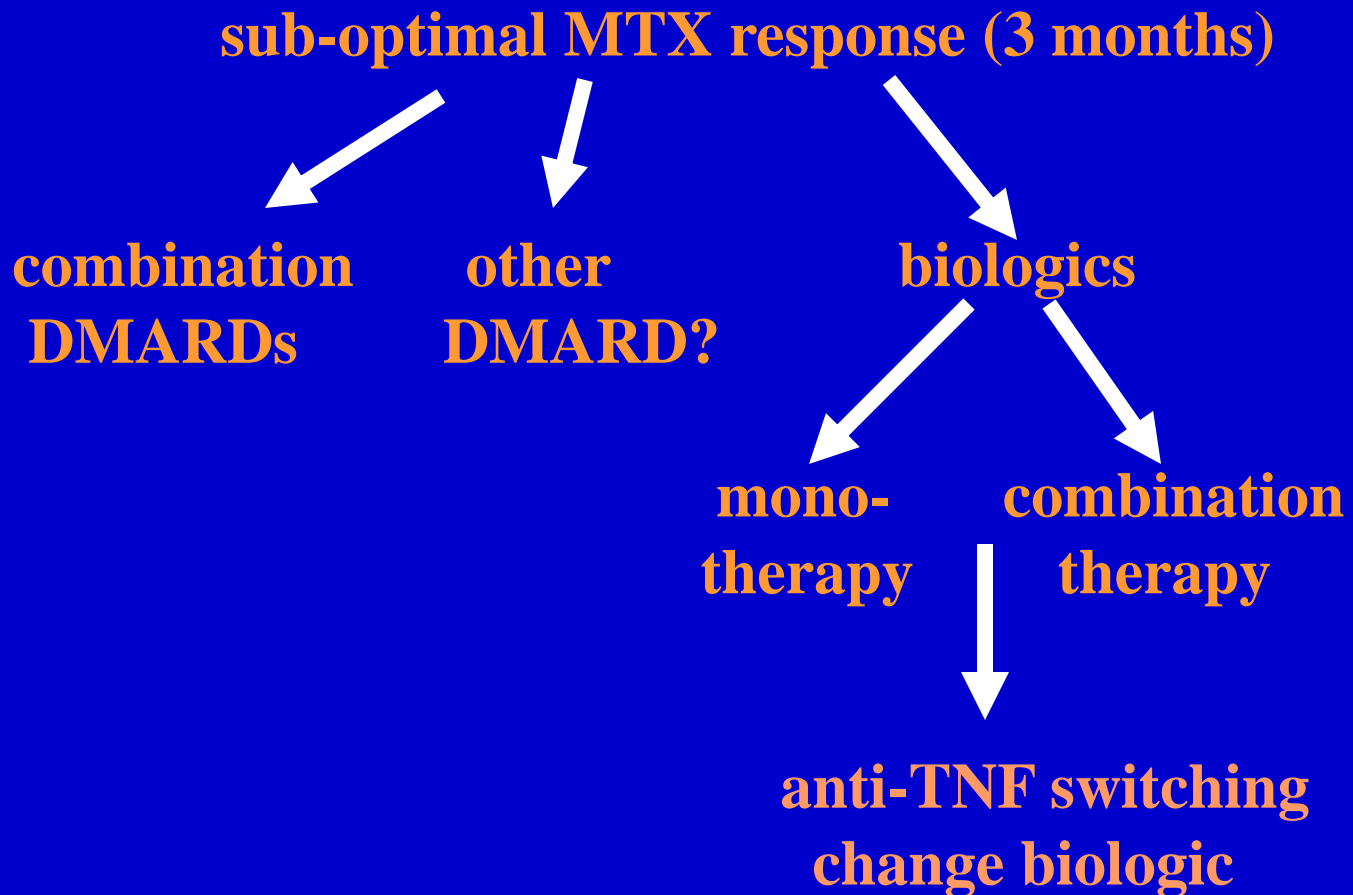 sub-optimal MTX response (3 months)
combination other biologics
DMARDs DMARD?
mono- combination
therapy therapy
anti-TNF switching
change biologic